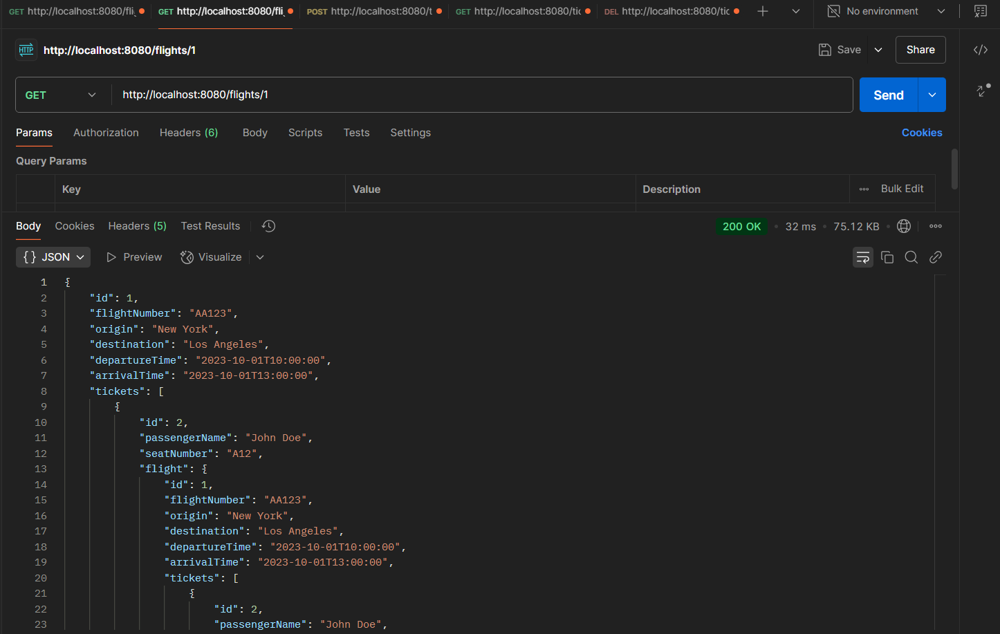 GET http://localhost:8080/fli GET http://localhost:8080/fli. POST http://localhost:8080/t GET http://localhost:8080/tic DEL http://localhost:8080/tic No environment
HTTP http://localhost:8080/flights/1 Save Share
GET http://localhost:8080/flights/1 Send
Params Authorization Headers (6) Body Scripts Tests Settings Cookies
Query Params
Key Value Description Bulk Edit
Body Cookies Headers (5) Test Results 200 OK • 32 ms • 75.12 KB •
{} JSON Preview Visualize
1 {
2 "id": 1,
3 "flightNumber": "AA123",
4 "origin": "New York",
5 "destination": "Los Angeles",
6 "departureTime": "2023-10-01T10:00:00",
7 "arrivalTime": "2023-10-01T13:00:00",
8 "tickets": [
9 {
10 "id": 2,
11 "passengerName": "John Doe",
12 "seatNumber": "A12",
13 "flight": {
14 "id": 1,
15 "flightNumber": "AA123",
16 "origin": "New York",
17 "destination": "Los Angeles",
18 "departureTime": "2023-10-01T10:00:00",
19 "arrivalTime": "2023-10-01T13:00:00",
20 "tickets": [
21 {
22 "id": 2,
23 "passengerName": "John Doe",